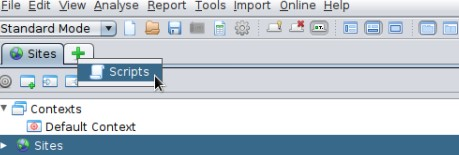 File Edit View Analyse Report Tools Import Online Help
Standard Mode
Sites
Scripts
Contexts
Default Context
Sites